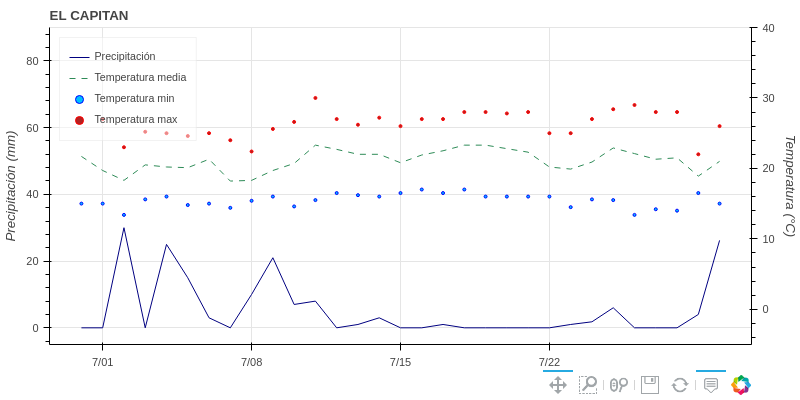 EL CAPITAN
Precipitación
Temperatura media
Temperatura min
Temperatura max
Precipitación (mm)
80
60
40
20
0
40
30
20
10
0
Temperatura (°C)
7/01
7/08
7/15
7/22